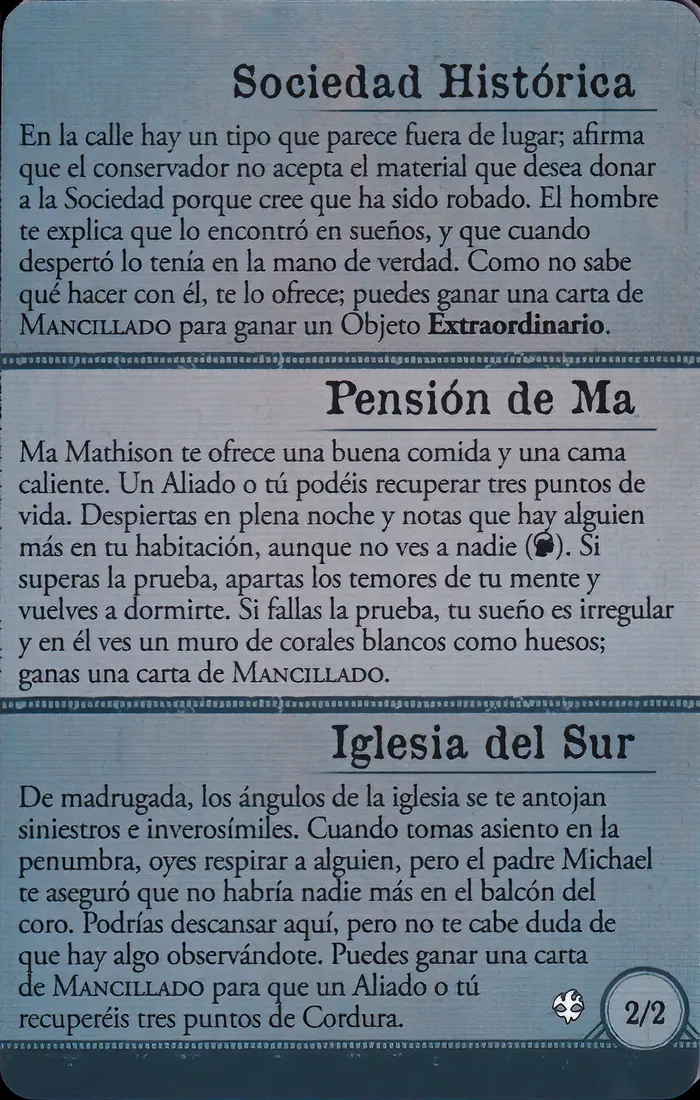 Sociedad Histórica
En la calle hay un tipo que parece fuera de lugar; afirma
que el conservador no acepta el material que desea donar
a la Sociedad porque cree que ha sido robado. El hombre
te explica que lo encontró en sueños, y que cuando
despertó lo tenía en la mano de verdad. Como no sabe
qué hacer con él, te lo ofrece; puedes ganar una carta de
MANCILLADO para ganar un Objeto Extraordinario.
Pensión de Ma
Ma Mathison te ofrece una buena comida y una cama
caliente. Un Aliado o tú podéis recuperar tres puntos de
vida. Despiertas en plena noche y notas que hay alguien
más en tu habitación, aunque no ves a nadie (). Si
superas la prueba, apartas los temores de tu mente y
vuelves a dormirte. Si fallas la prueba, tu sueño es irregular
y en él ves un muro de corales blancos como huesos;
ganas una carta de MANCILLADO.
Iglesia del Sur
De madrugada, los ángulos de la iglesia se te antojan
siniestros e inverosímiles. Cuando tomas asiento en la
penumbra, oyes respirar a alguien, pero el padre Michael
te aseguró que no habría nadie más en el balcón del
coro. Podrías descansar aquí, pero no te cabe duda de
que hay algo observándote. Puedes ganar una carta
de MANCILLADO para que un Aliado o tú
recuperéis tres puntos de Cordura.
2/2